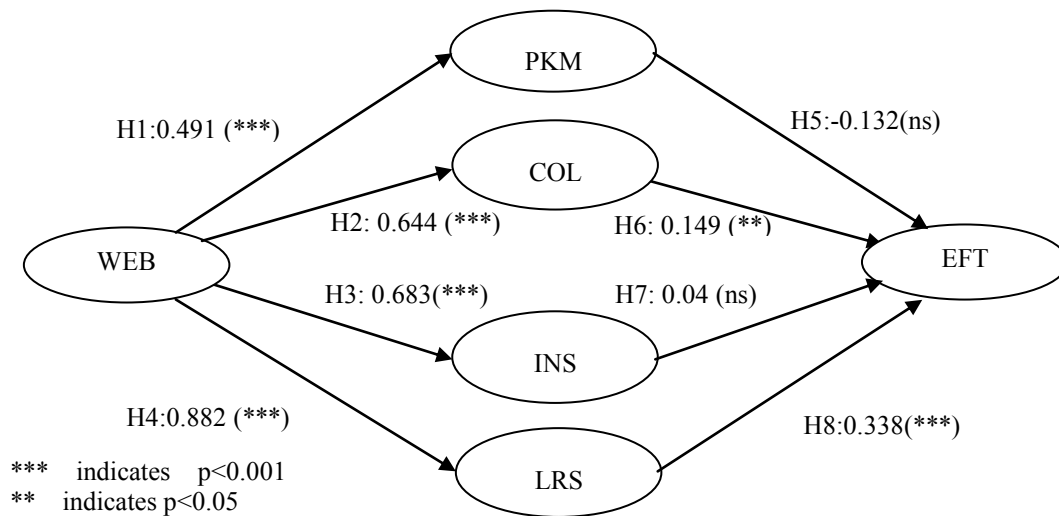 PKM
H1:0.491 (***)
H5:-0.132(ns)
COL
H2: 0.644 (***)
H6: 0.149 (**)
WEB
EFT
H3: 0.683(***)
H7: 0.04 (ns)
INS
H4:0.882 (***)
H8:0.338(***)
*** indicates p<0.001
LRS
** indicates p<0.05